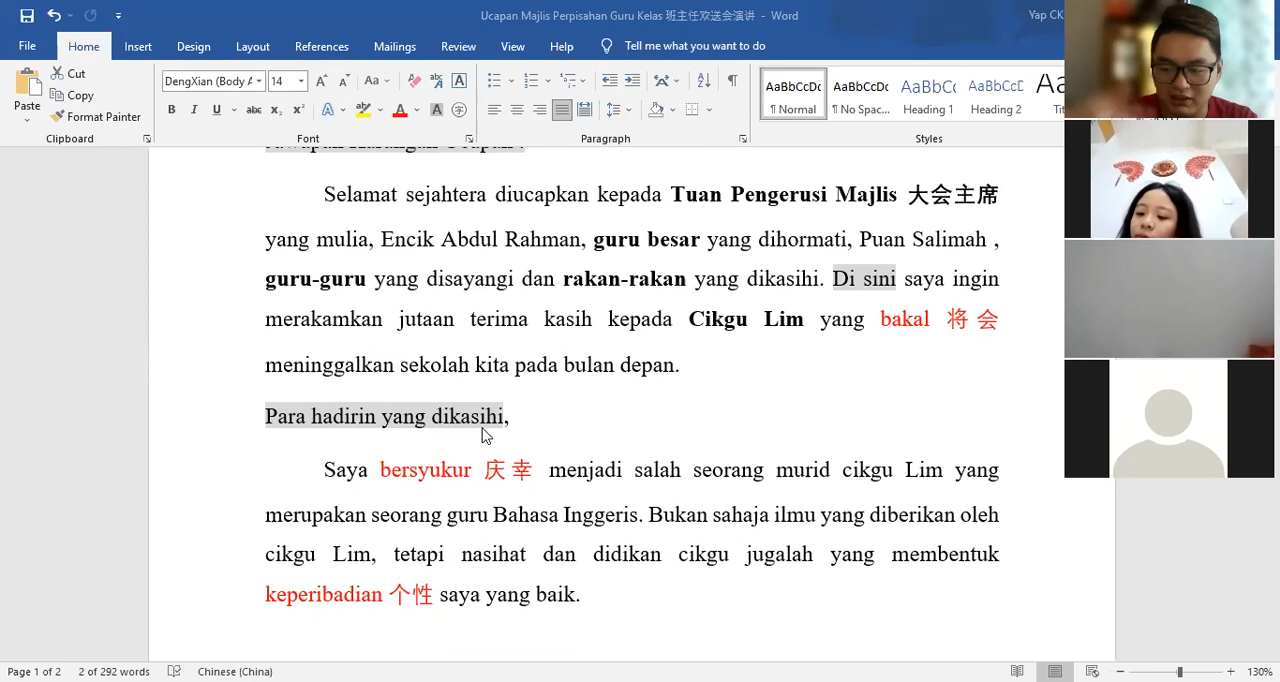 Ucapan Majlis Perpisahan Guru Kelas 班主任欢送会演讲 - Word
Yap CK
File Home Insert Design Layout References Mailings Review View Help Tell me what you want to do
Cut
Copy
Format Painter
Paste
DengXian (Body A 14
AaBbCcDc AaBbCcDc AaBbC AaBbCcD
¶ Normal ¶ No Spac... Heading 1 Heading 2
Clipboard Font Paragraph Styles
Jawapan Karangan Ucapan :
Selamat sejahtera diucapkan kepada Tuan Pengerusi Majlis 大会主席
yang mulia, Encik Abdul Rahman, guru besar yang dihormati, Puan Salimah ,
guru-guru yang disayangi dan rakan-rakan yang dikasihi. Di sini saya ingin
merakamkan jutaan terima kasih kepada Cikgu Lim yang bakal 将会
meninggalkan sekolah kita pada bulan depan.
Para hadirin yang dikasihi,
Saya bersyukur 庆幸 menjadi salah seorang murid cikgu Lim yang
merupakan seorang guru Bahasa Inggeris. Bukan sahaja ilmu yang diberikan oleh
cikgu Lim, tetapi nasihat dan didikan cikgu jugalah yang membentuk
keperibadian 个性 saya yang baik.
Page 1 of 2 2 of 292 words Chinese (China) 130%